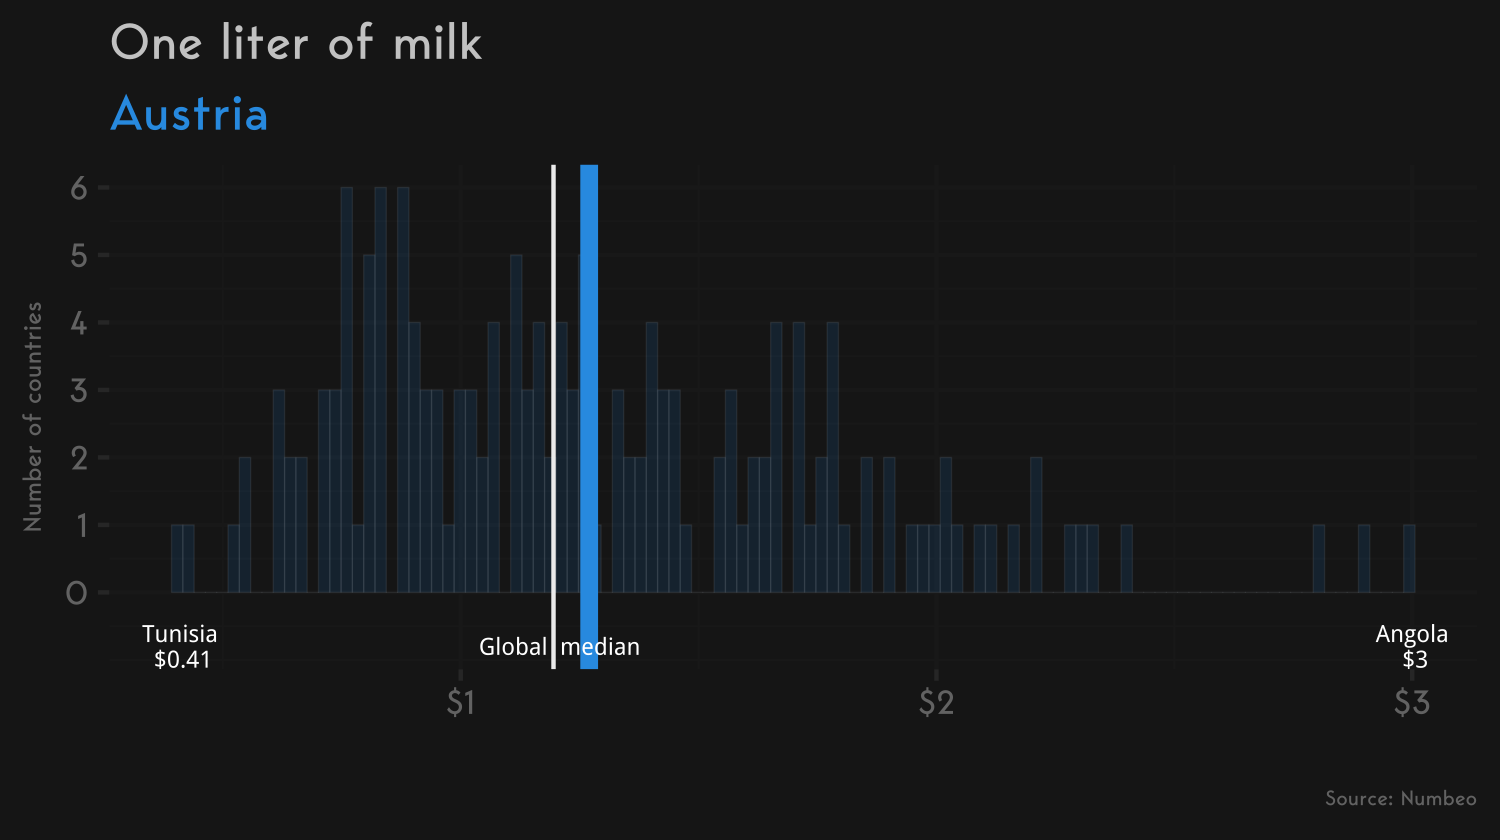 One liter of milk
Austria
Number of countries
6
5
4
3
2
1
0
Tunisia
$0.41
Global median
Angola
$3
$1
$2
$3
Source: Numbeo